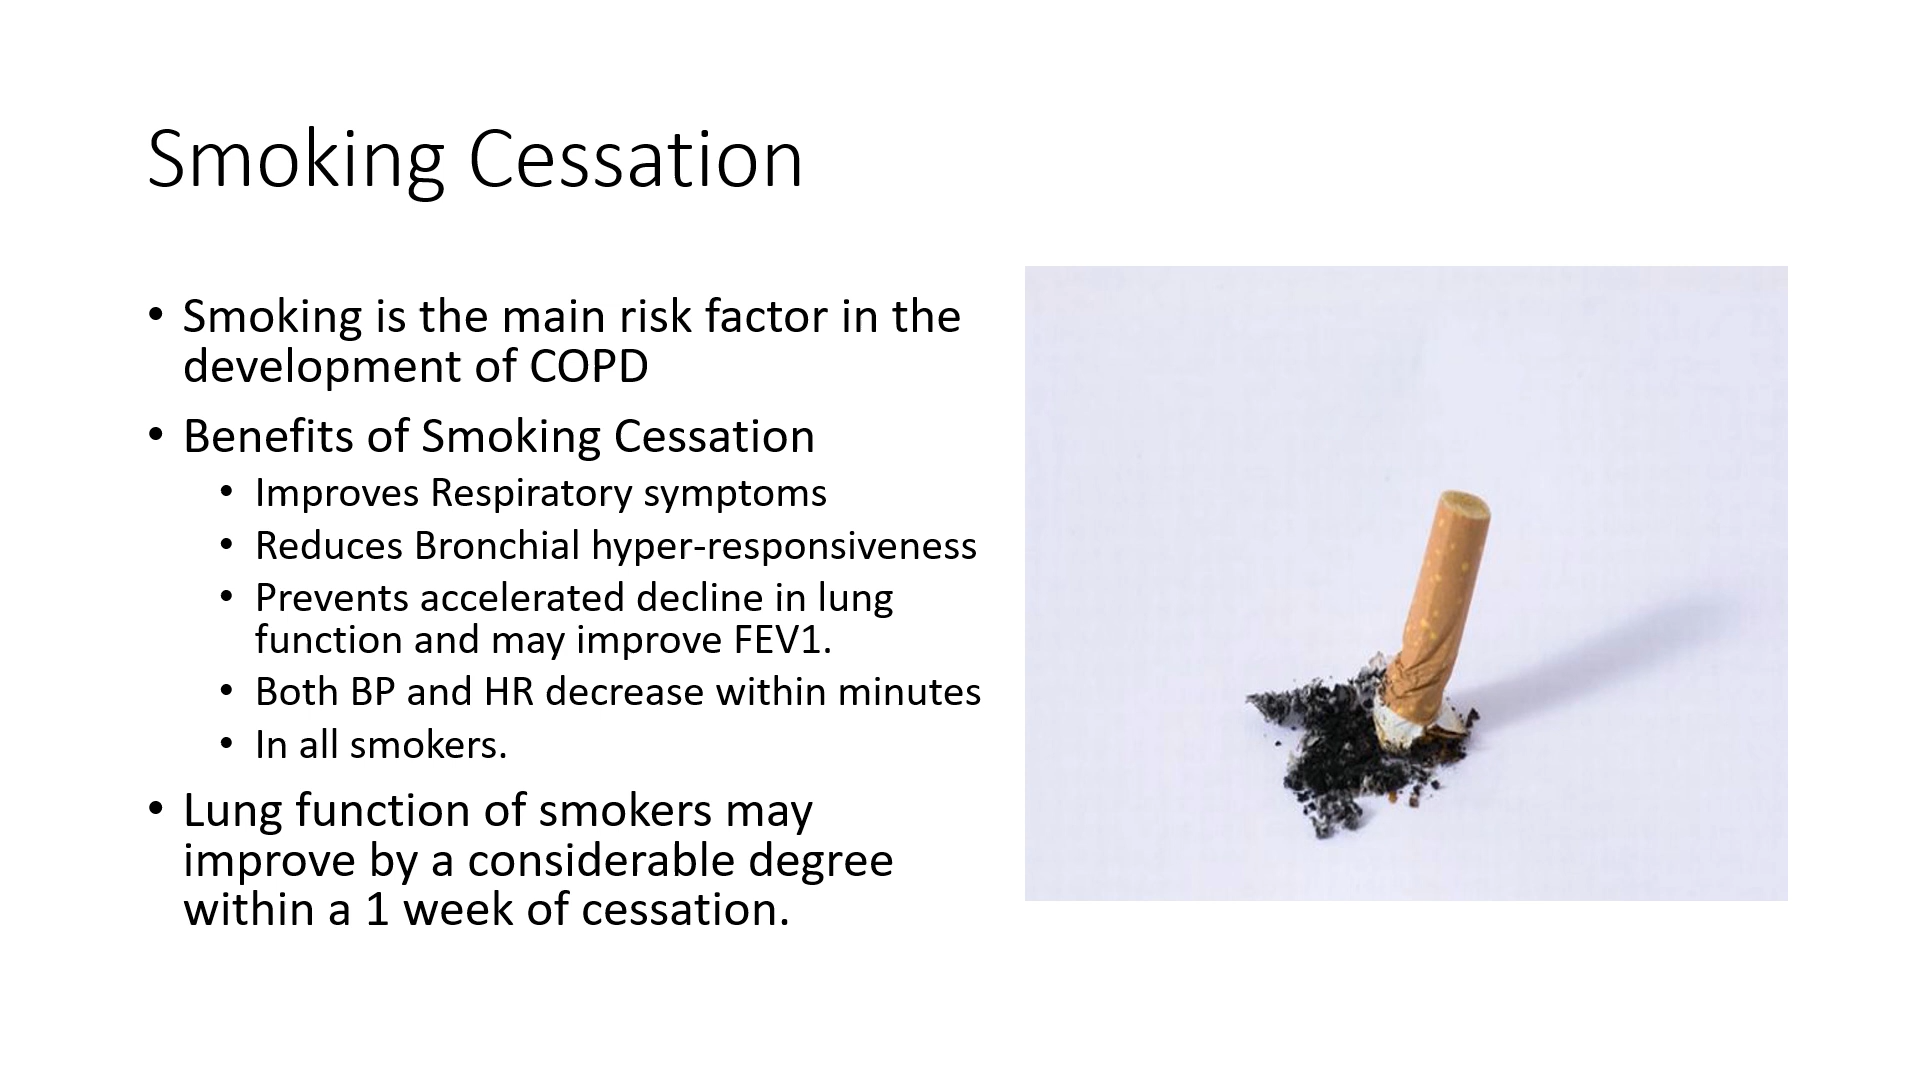 Smoking Cessation
• Smoking is the main risk factor in the
development of COPD
• Benefits of Smoking Cessation
• Improves Respiratory symptoms
• Reduces Bronchial hyper-responsiveness
• Prevents accelerated decline in lung
function and may improve FEV1.
• Both BP and HR decrease within minutes
• In all smokers.
• Lung function of smokers may
improve by a considerable degree
within a 1 week of cessation.